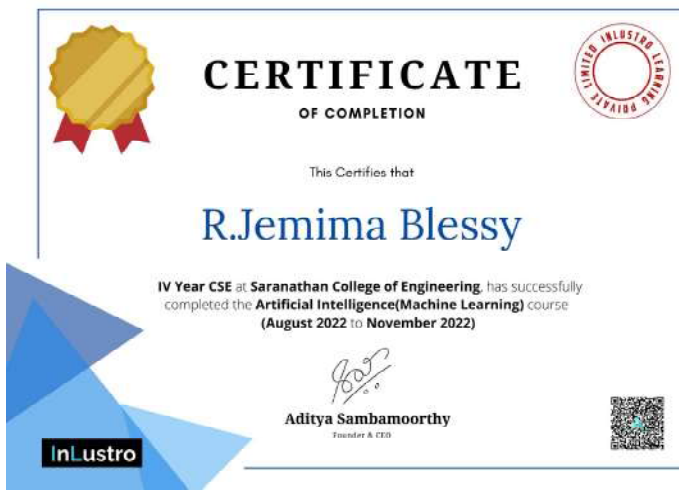 CERTIFICATE
INLUSTRO LEARNING PRIVATE LIMITED
OF COMPLETION
This Certifies that
R.Jemima Blessy
IV Year CSE at Saranathan College of Engineering, has successfully
completed the Artificial Intelligence(Machine Learning) course
(August 2022 to November 2022)
Aditya Sambamoorthy
Founder & CEO
InLustro